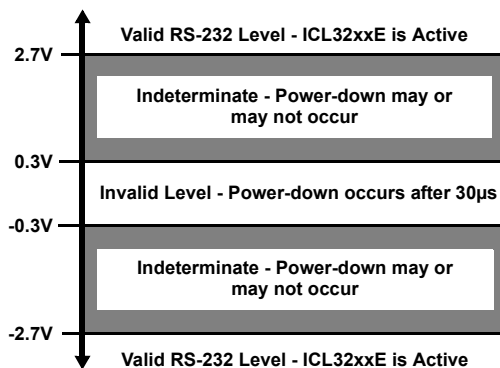 Valid RS-232 Level - ICL32xxE is Active
2.7V
Indeterminate - Power-down may or
may not occur
0.3V
Invalid Level - Power-down occurs after 30µs
-0.3V
Indeterminate - Power-down may or
may not occur
-2.7V
Valid RS-232 Level - ICL32xxE is Active